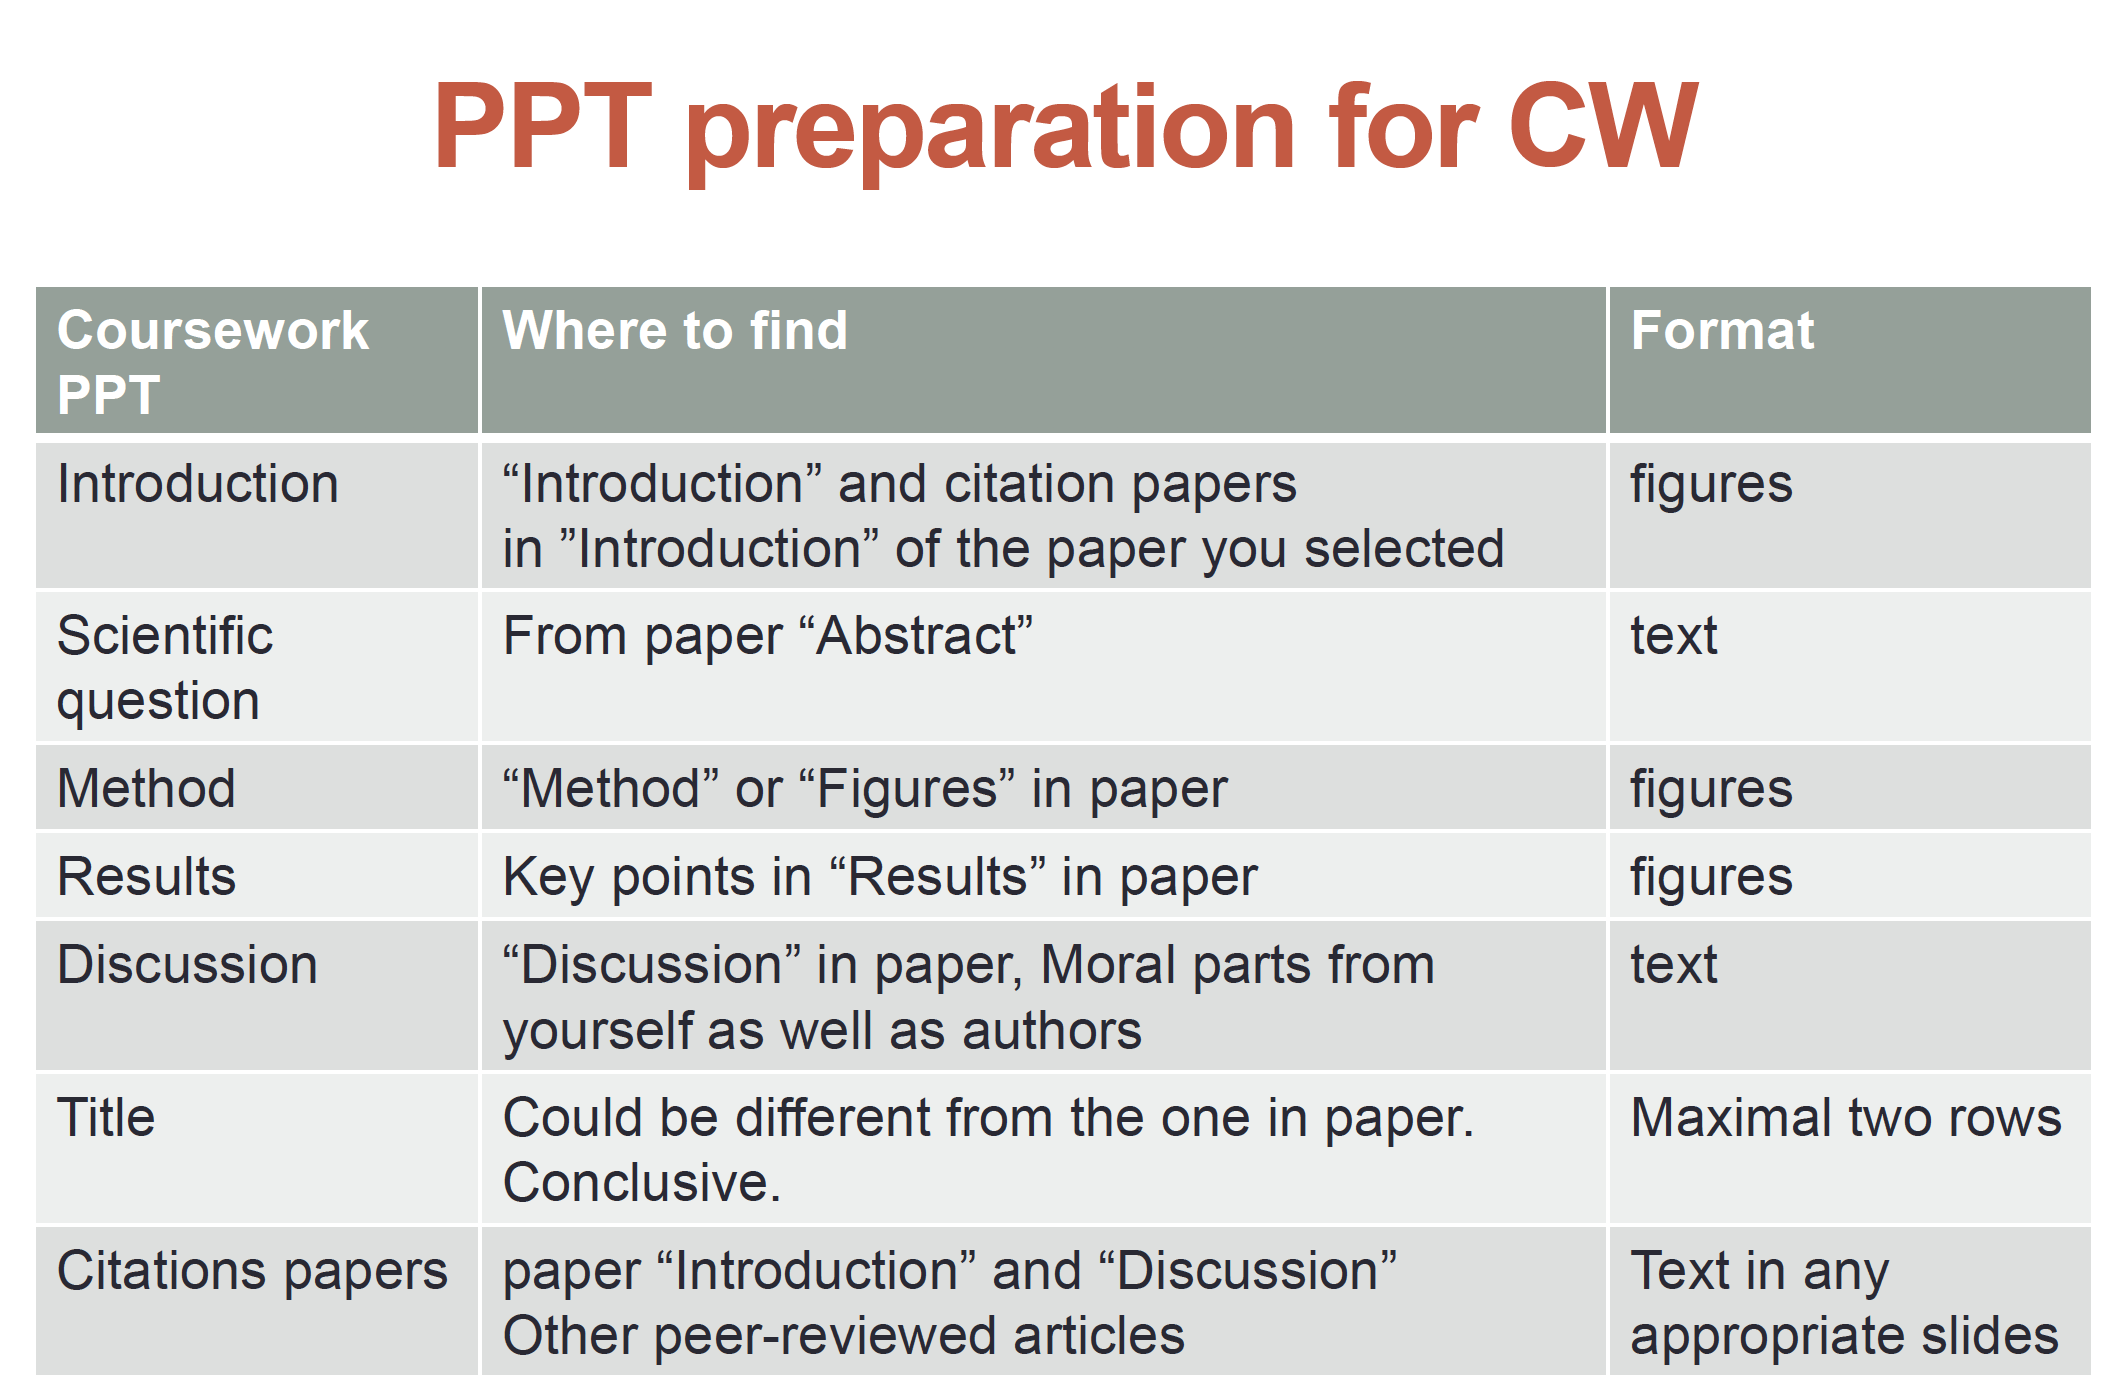 PPT preparation for CW
Coursework
PPT
Where to find
Format
Introduction
“Introduction” and citation papers
in ”Introduction” of the paper you selected
figures
Scientific
question
From paper “Abstract”
text
Method
“Method” or “Figures” in paper
figures
Results
Key points in “Results” in paper
figures
Discussion
“Discussion” in paper, Moral parts from
yourself as well as authors
text
Title
Could be different from the one in paper.
Conclusive.
Maximal two rows
Citations papers
paper “Introduction” and “Discussion”
Other peer-reviewed articles
Text in any
appropriate slides